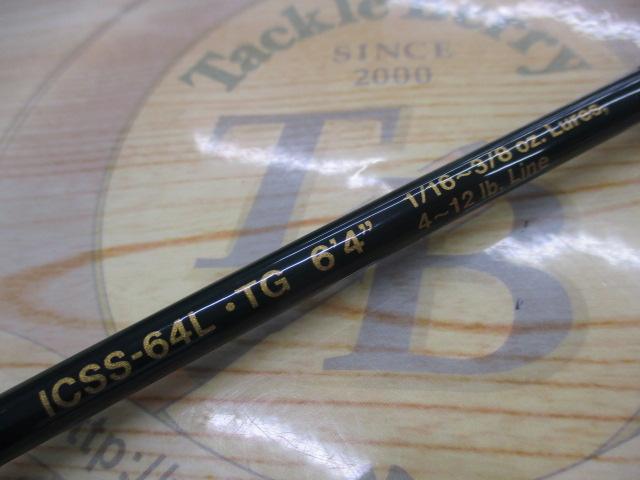 Tackle Berry
SINCE
2000
TB
ICSS-64L・TG 6'4" 1/16~3/8 oz. Lures,
4~12 lb. Line
http://